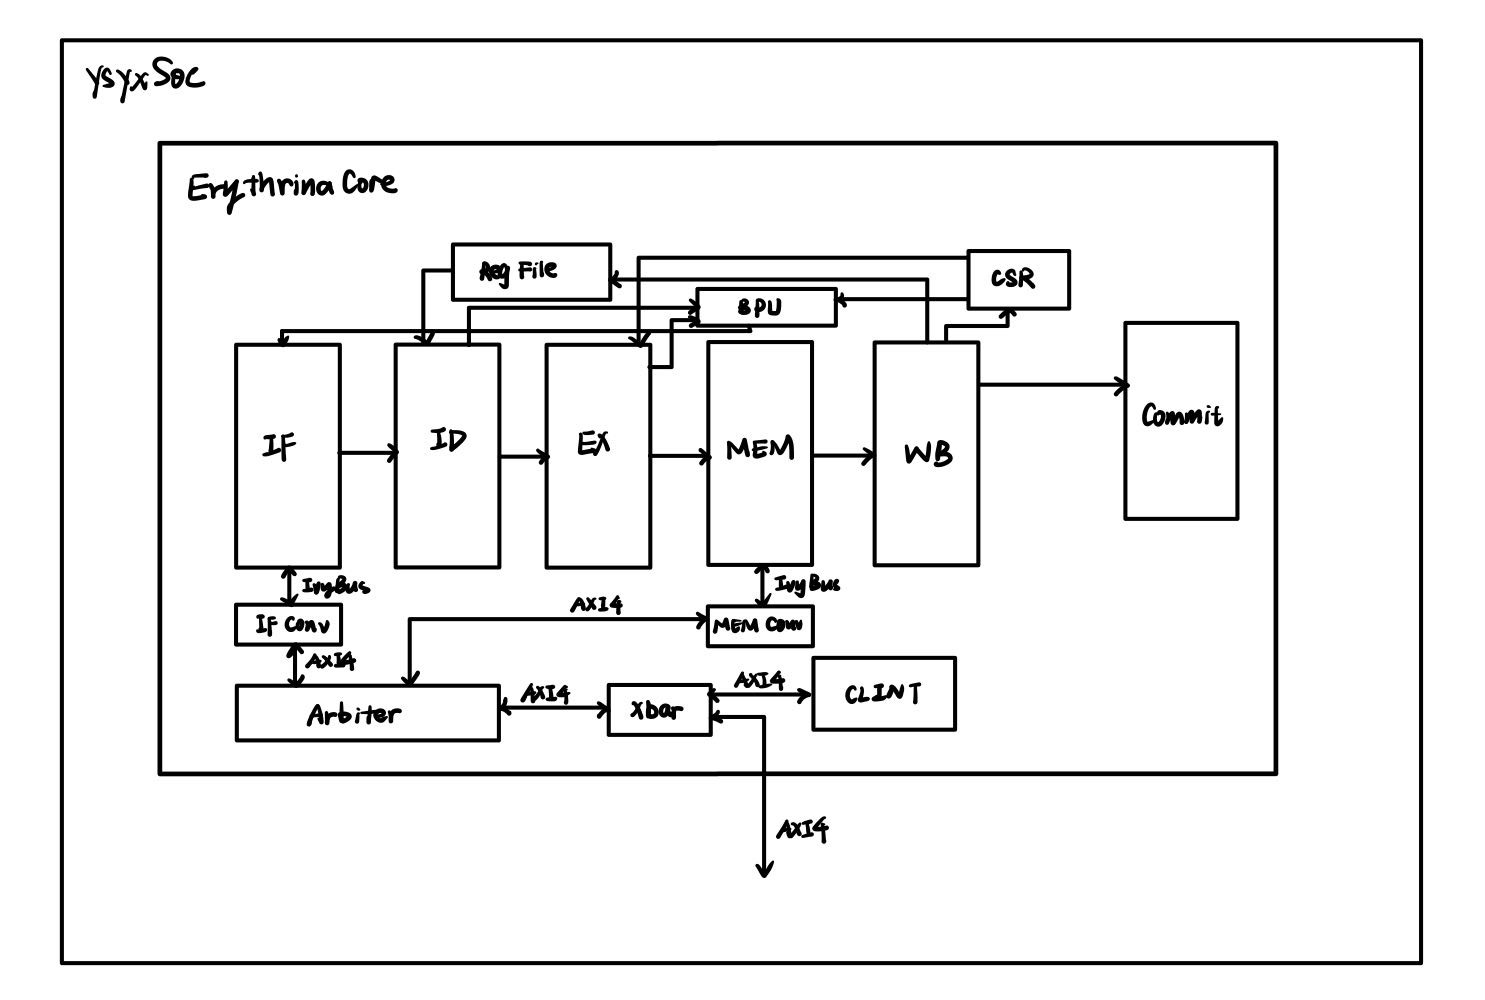 ysyxSoc
Erythrina Core
Reg File
CSR
BPU
IF
ID
EX
MEM
WB
Commit
IvyBus
IvyBus
AXI4
IF Conv
MEM Conv
AXI4
AXI4
AXI4
Arbiter
Xbar
CLINT
AXI4